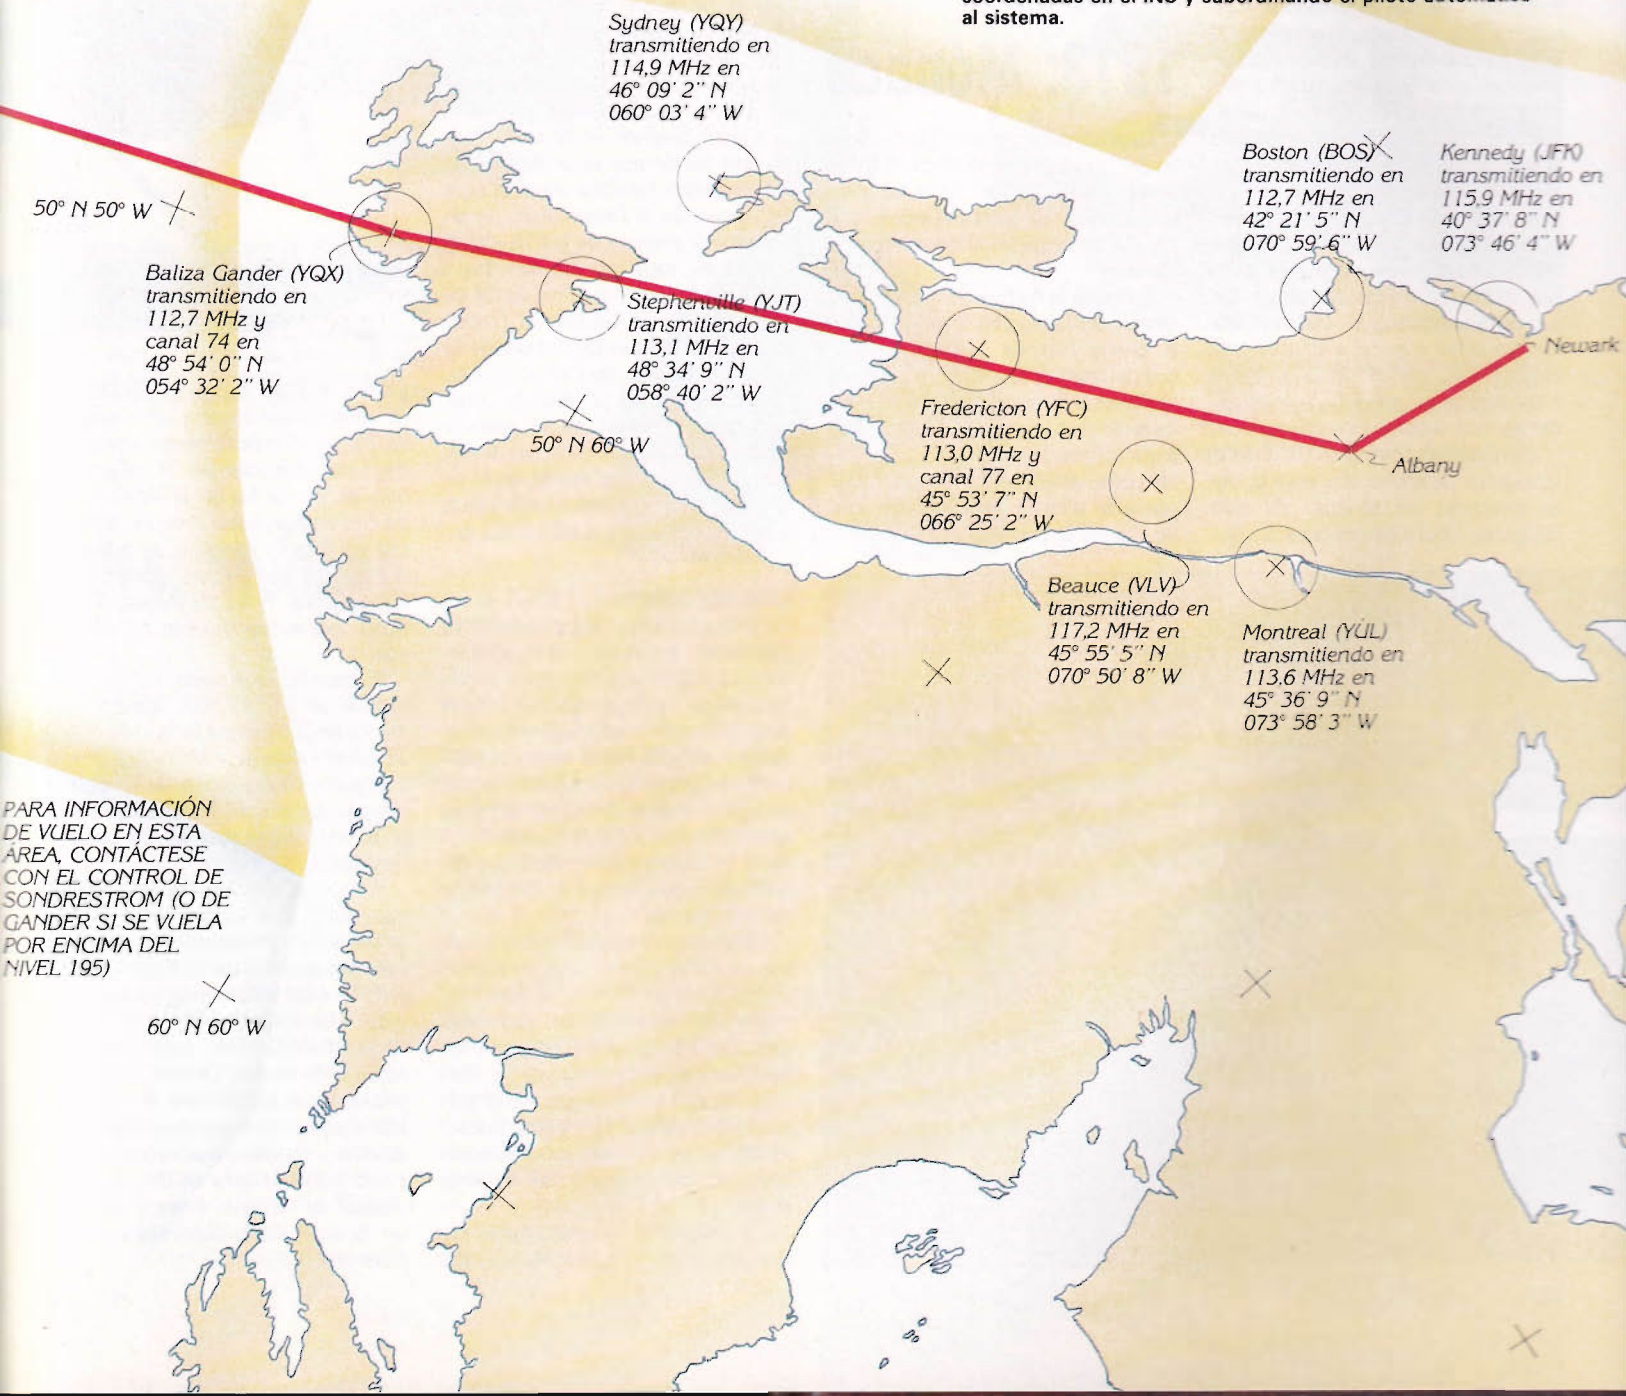 al sistema.
Sydney (YQY)
transmitiendo en
114,9 MHz en
46° 09' 2'' N
060° 03' 4'' W
Boston (BOS)
transmitiendo en
112,7 MHz en
42° 21' 5'' N
070° 59' 6'' W
Kennedy (JFK)
transmitiendo en
115,9 MHz en
40° 37' 8'' N
073° 46' 4'' W
50° N 50° W
Baliza Gander (YQX)
transmitiendo en
112,7 MHz y
canal 74 en
48° 54' 0'' N
054° 32' 2'' W
Stephenville (YJT)
transmitiendo en
113,1 MHz en
48° 34' 9'' N
058° 40' 2'' W
Newark
50° N 60° W
Fredericton (YFC)
transmitiendo en
113,0 MHz y
canal 77 en
45° 53' 7'' N
066° 25' 2'' W
Albany
Beauce (VLV)
transmitiendo en
117,2 MHz en
45° 55' 5'' N
070° 50' 8'' W
Montreal (YUL)
transmitiendo en
113.6 MHz en
45° 36' 9'' N
073° 58' 3'' W
PARA INFORMACIÓN
DE VUELO EN ESTA
ÁREA, CONTÁCTESE
CON EL CONTROL DE
SONDRESTROM (O DE
GANDER SI SE VUELA
POR ENCIMA DEL
NIVEL 195)
60° N 60° W